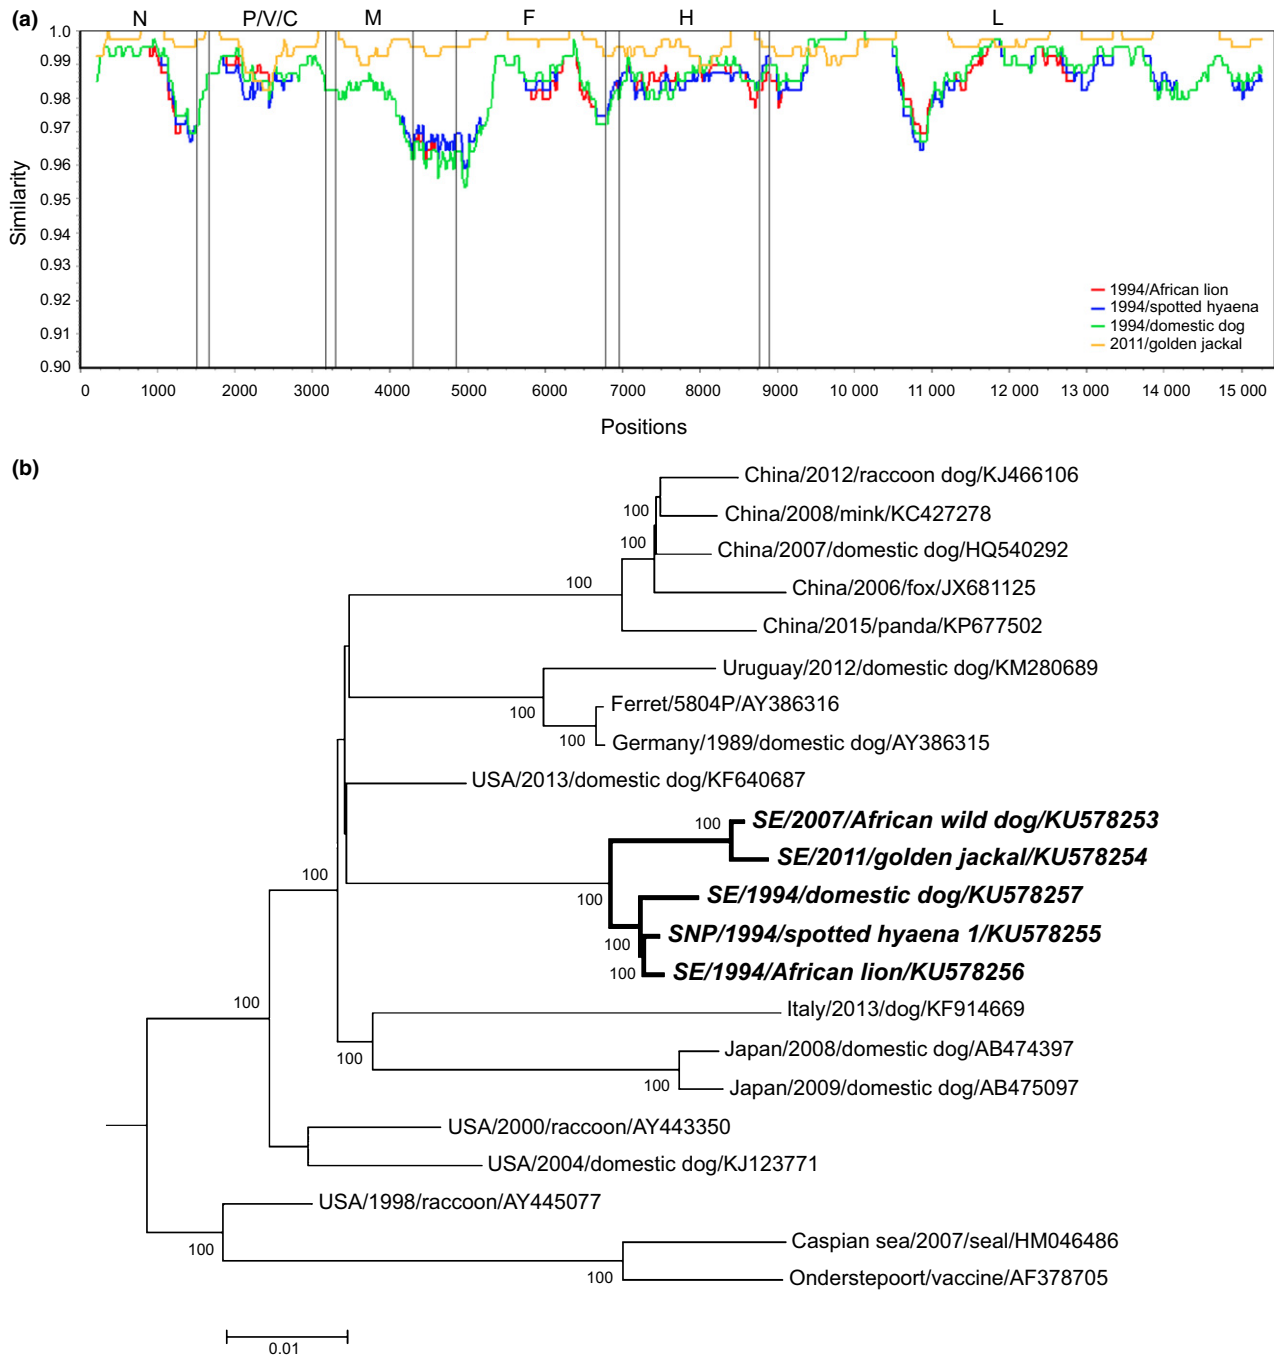 (a)
N P/V/C M F H L
1.0
0.99
0.98
0.97
0.96
0.95
0.94
0.93
0.92
0.91
0.90
Similarity
1994/African lion
1994/spotted hyaena
1994/domestic dog
2011/golden jackal
0 1000 2000 3000 4000 5000 6000 7000 8000 9000 10 000 11 000 12 000 13 000 14 000 15 000
Positions
(b)
China/2012/raccoon dog/KJ466106
100
China/2008/mink/KC427278
100
China/2007/domestic dog/HQ540292
100
China/2006/fox/JX681125
China/2015/panda/KP677502
Uruguay/2012/domestic dog/KM280689
100
Ferret/5804P/AY386316
100
Germany/1989/domestic dog/AY386315
USA/2013/domestic dog/KF640687
100
SE/2007/African wild dog/KU578253
SE/2011/golden jackal/KU578254
100
100
SE/1994/domestic dog/KU578257
SNP/1994/spotted hyaena 1/KU578255
100
100
SE/1994/African lion/KU578256
100
Italy/2013/dog/KF914669
100
Japan/2008/domestic dog/AB474397
100
Japan/2009/domestic dog/AB475097
USA/2000/raccoon/AY443350
USA/2004/domestic dog/KJ123771
USA/1998/raccoon/AY445077
100
Caspian sea/2007/seal/HM046486
100
Onderstepoort/vaccine/AF378705
0.01